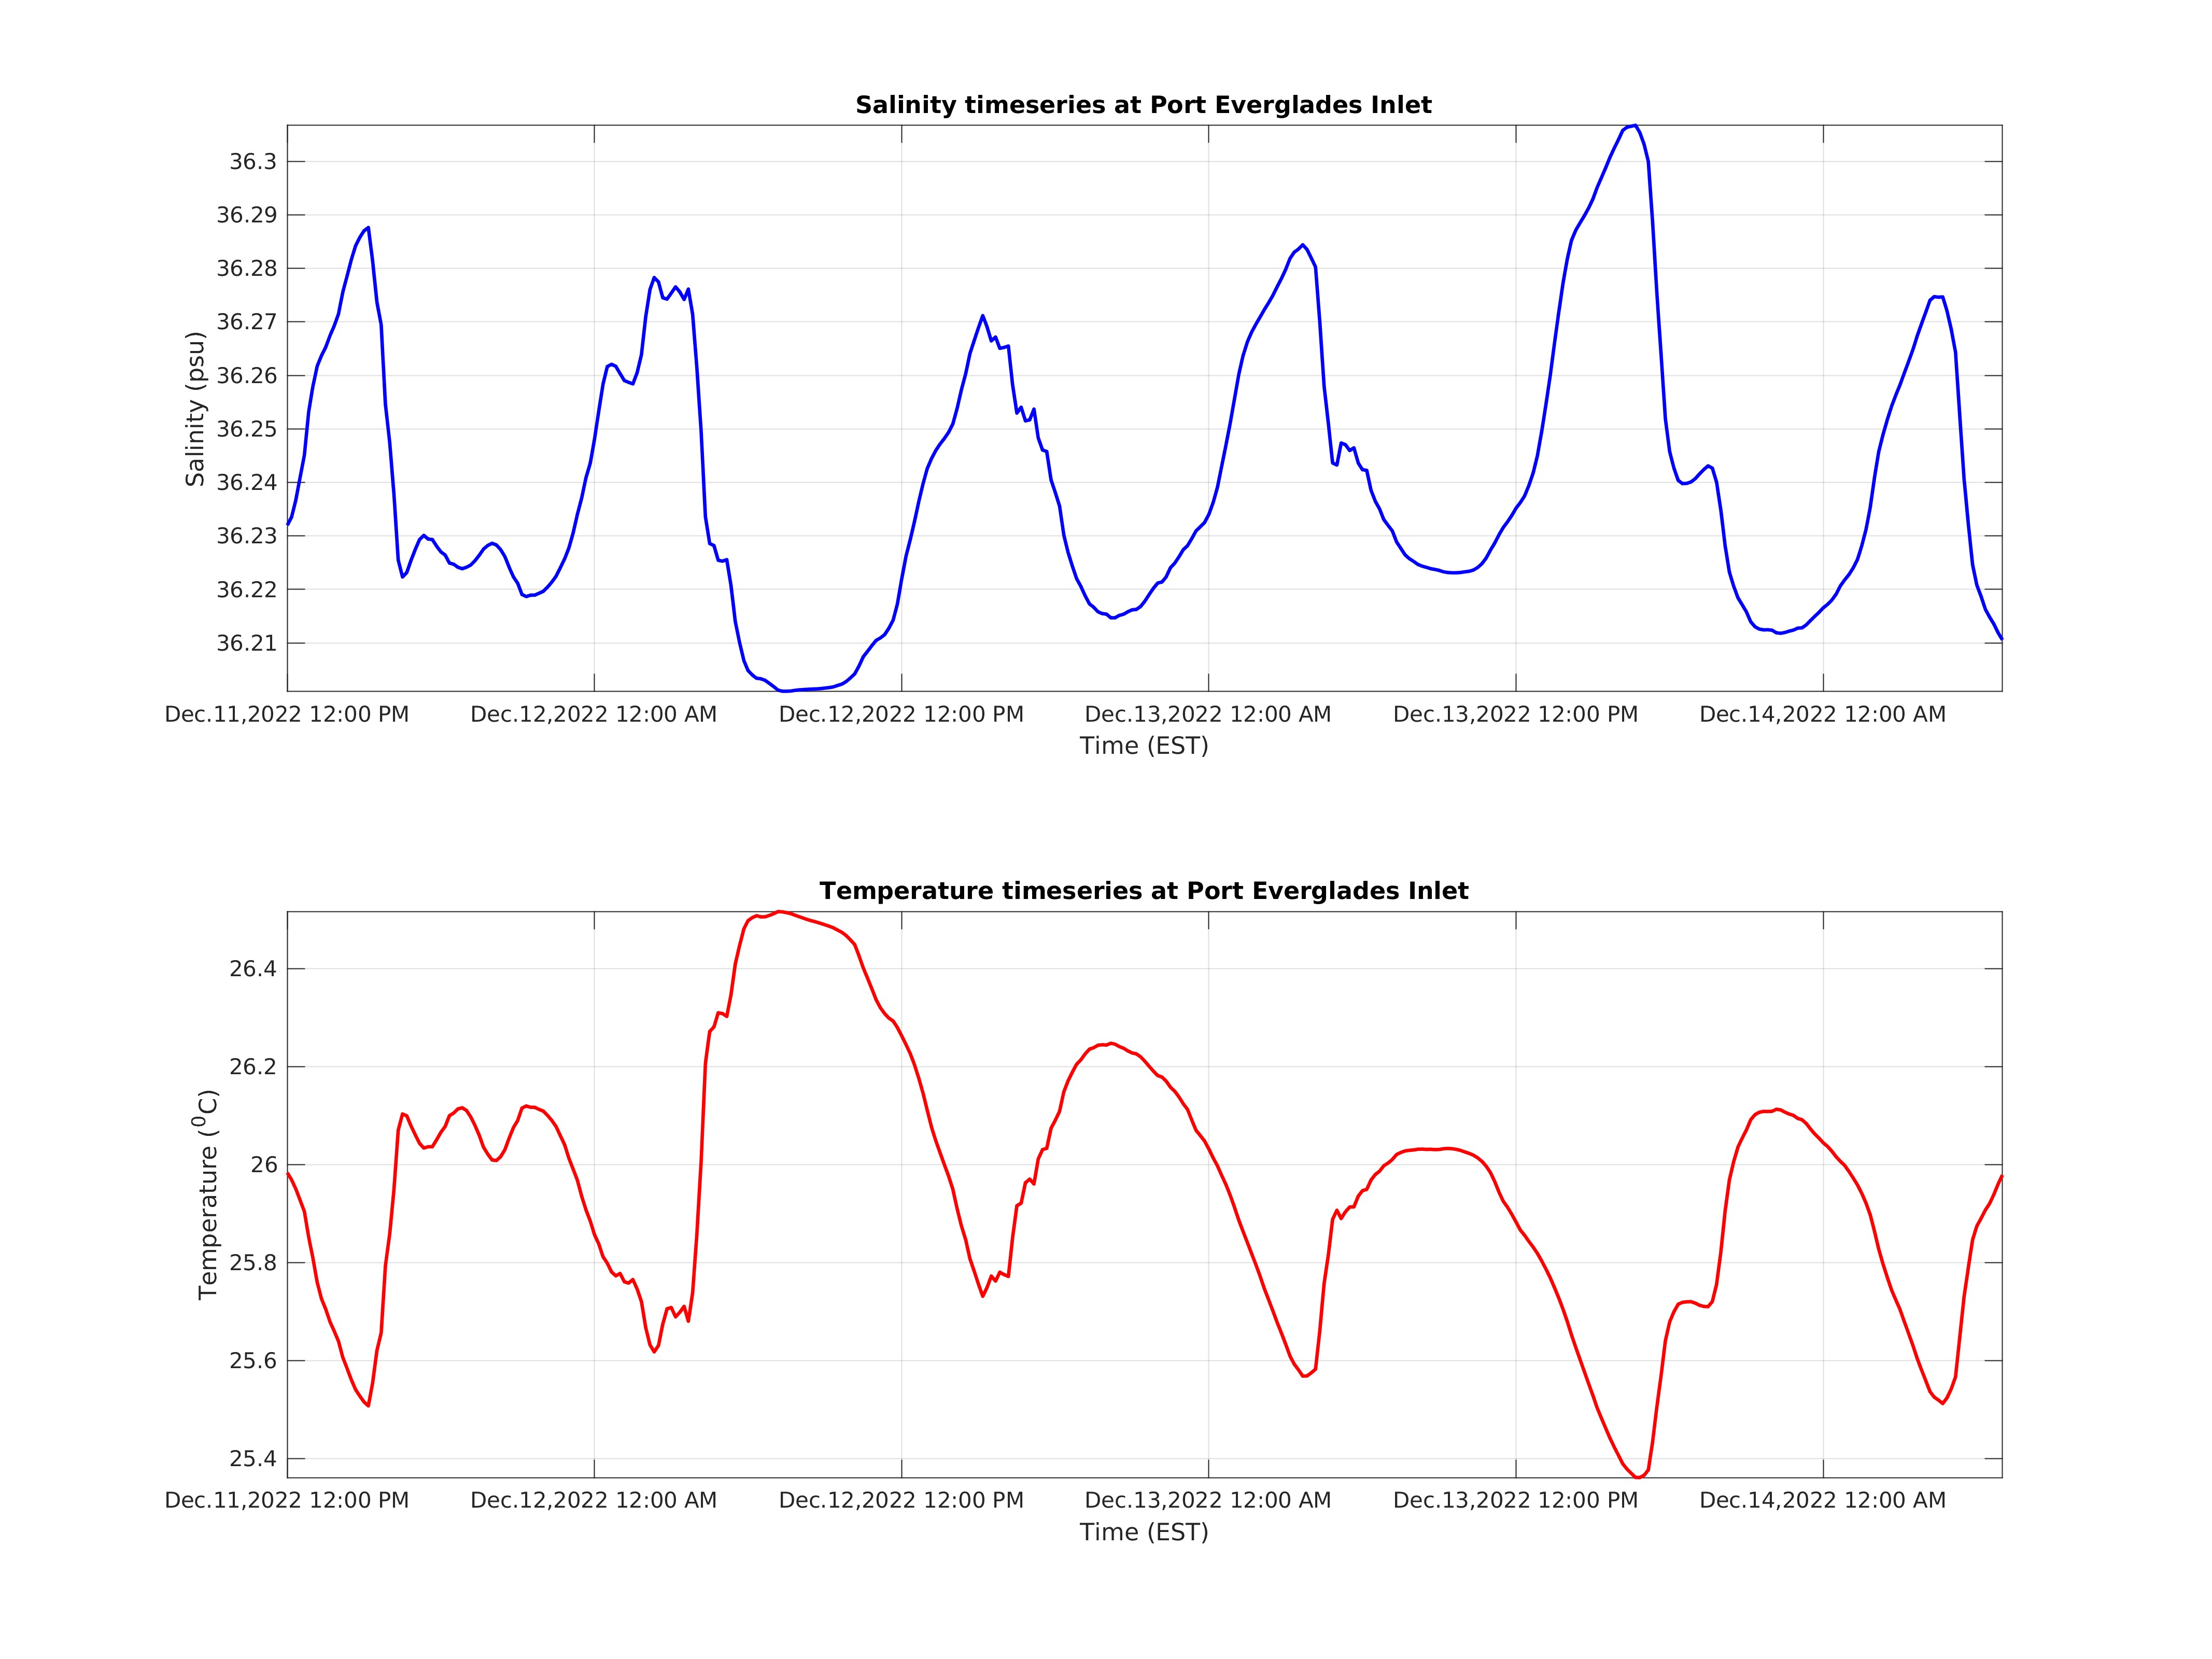 Salinity timeseries at Port Everglades Inlet
36.3
36.29
36.28
36.27
36.26
36.25
36.24
36.23
36.22
36.21
Salinity (psu)
Dec.11,2022 12:00 PM Dec.12,2022 12:00 AM Dec.12,2022 12:00 PM Dec.13,2022 12:00 AM Dec.13,2022 12:00 PM Dec.14,2022 12:00 AM
Time (EST)
Temperature timeseries at Port Everglades Inlet
26.4
26.2
26
25.8
25.6
25.4
Temperature (⁰C)
Dec.11,2022 12:00 PM Dec.12,2022 12:00 AM Dec.12,2022 12:00 PM Dec.13,2022 12:00 AM Dec.13,2022 12:00 PM Dec.14,2022 12:00 AM
Time (EST)